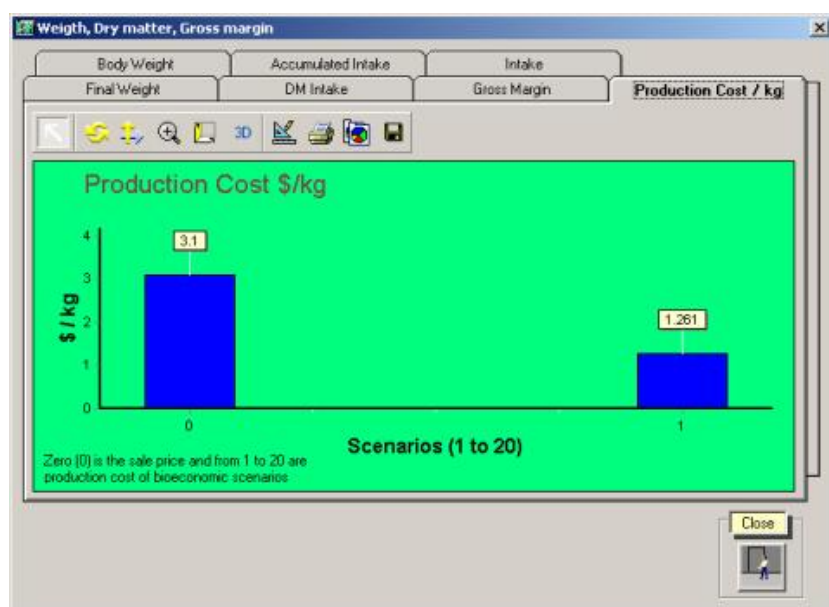 Weigth, Dry matter, Gross margin
Body Weight
Accumulated Intake
Intake
Final Weight
DM Intake
Gross Margin
Production Cost / kg
3D
Production Cost $/kg
4
3
2
1
0
$ / kg
3.1
1.261
0
1
Scenarios (1 to 20)
Zero (0) is the sale price and from 1 to 20 are
production cost of bioeconomic scenarios
Close